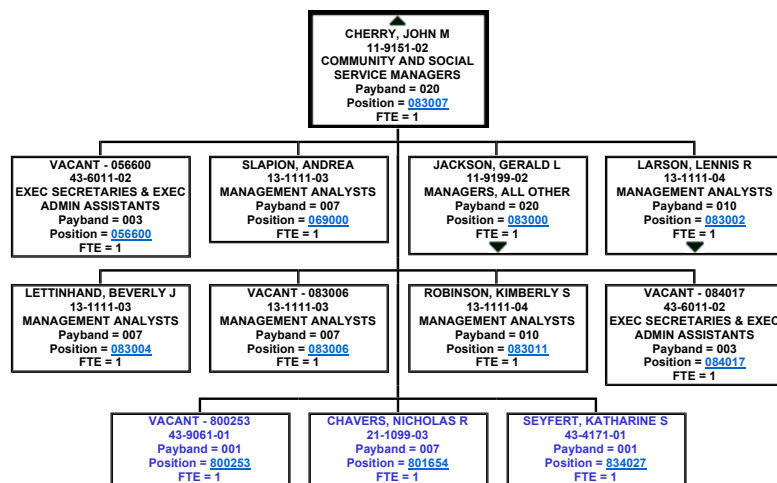 CHERRY, JOHN M
11-9151-02
COMMUNITY AND SOCIAL
SERVICE MANAGERS
Payband = 020
Position = 083007
FTE = 1
VACANT - 056600
43-6011-02
EXEC SECRETARIES & EXEC
ADMIN ASSISTANTS
Payband = 003
Position = 056600
FTE = 1
SLAPION, ANDREA
13-1111-03
MANAGEMENT ANALYSTS
Payband = 007
Position = 069000
FTE = 1
JACKSON, GERALD L
11-9199-02
MANAGERS, ALL OTHER
Payband = 020
Position = 083000
FTE = 1
LARSON, LENNIS R
13-1111-04
MANAGEMENT ANALYSTS
Payband = 010
Position = 083002
FTE = 1
LETTINHAND, BEVERLY J
13-1111-03
MANAGEMENT ANALYSTS
Payband = 007
Position = 083004
FTE = 1
VACANT - 083006
13-1111-03
MANAGEMENT ANALYSTS
Payband = 007
Position = 083006
FTE = 1
ROBINSON, KIMBERLY S
13-1111-04
MANAGEMENT ANALYSTS
Payband = 010
Position = 083011
FTE = 1
VACANT - 084017
43-6011-02
EXEC SECRETARIES & EXEC
ADMIN ASSISTANTS
Payband = 003
Position = 084017
FTE = 1
VACANT - 800253
43-9061-01
Payband = 001
Position = 800253
FTE = 1
CHAVERS, NICHOLAS R
21-1099-03
Payband = 007
Position = 801654
FTE = 1
SEYFERT, KATHARINE S
43-4171-01
Payband = 001
Position = 834027
FTE = 1